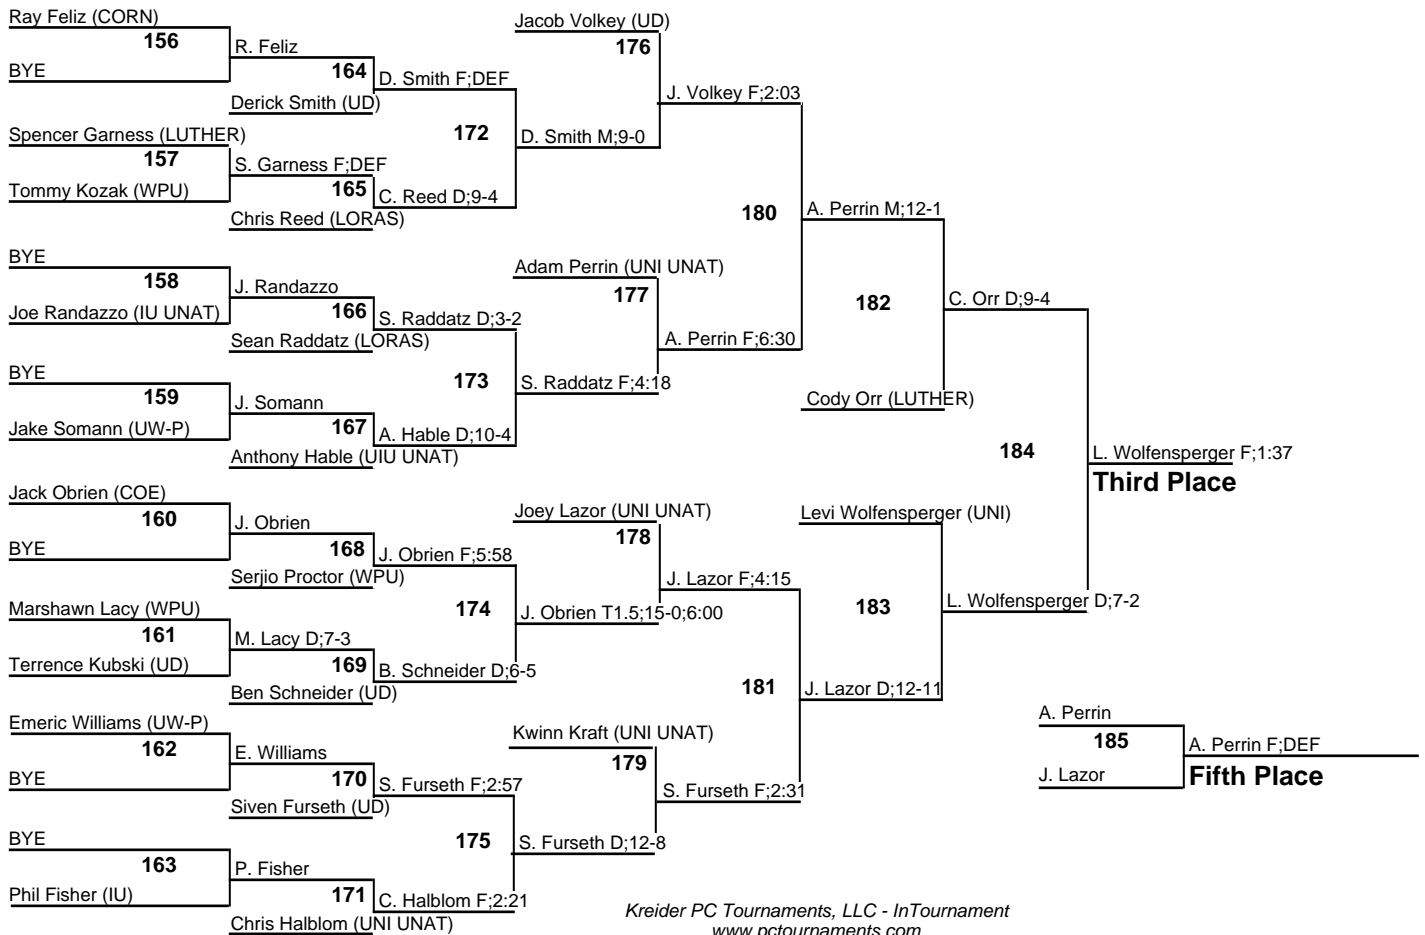 Ray Feliz (CORN)
156
BYE
R. Feliz
164
Derick Smith (UD)
D. Smith F;DEF
Spencer Garness (LUTHER)
157
Tommy Kozak (WPU)
S. Garness F;DEF
165
Chris Reed (LORAS)
C. Reed D;9-4
172
D. Smith M;9-0
Jacob Volkey (UD)
176
J. Volkey F;2:03
BYE
158
Joe Randazzo (IU UNAT)
J. Randazzo
166
Sean Raddatz (LORAS)
S. Raddatz D;3-2
BYE
159
Jake Somann (UW-P)
J. Somann
167
Anthony Hable (UIU UNAT)
A. Hable D;10-4
173
S. Raddatz F;4:18
Adam Perrin (UNI UNAT)
177
A. Perrin F;6:30
180
A. Perrin M;12-1
182
Cody Orr (LUTHER)
C. Orr D;9-4
Jack Obrien (COE)
160
BYE
J. Obrien
168
Serjio Proctor (WPU)
J. Obrien F;5:58
Marshawn Lacy (WPU)
161
Terrence Kubski (UD)
M. Lacy D;7-3
169
Ben Schneider (UD)
B. Schneider D;6-5
174
J. Obrien T1.5;15-0;6:00
Joey Lazor (UNI UNAT)
178
J. Lazor F;4:15
Emeric Williams (UW-P)
162
BYE
E. Williams
170
Siven Furseth (UD)
S. Furseth F;2:57
BYE
163
Phil Fisher (IU)
P. Fisher
171
Chris Halblom (UNI UNAT)
C. Halblom F;2:21
175
S. Furseth D;12-8
Kwinn Kraft (UNI UNAT)
179
S. Furseth F;2:31
181
J. Lazor D;12-11
Levi Wolfensperger (UNI)
183
L. Wolfensperger D;7-2
184
L. Wolfensperger F;1:37
Third Place
A. Perrin
185
J. Lazor
A. Perrin F;DEF
Fifth Place
Kreider PC Tournaments, LLC - InTournament
www.pctournaments.com